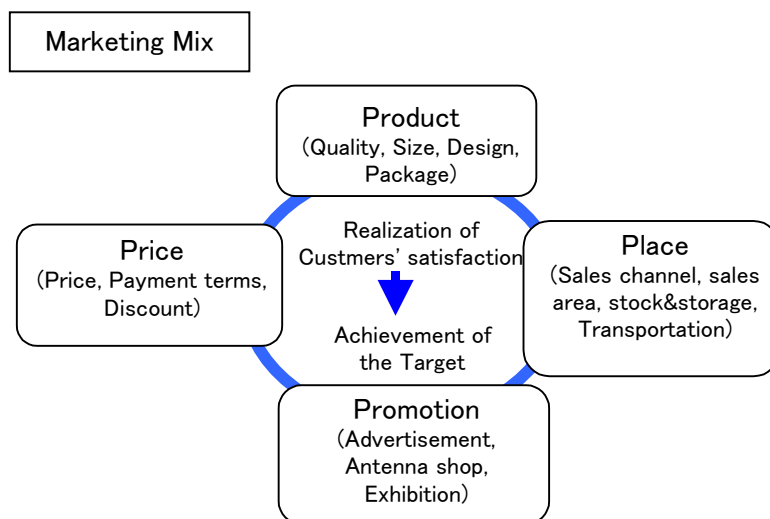 Marketing Mix
Product
(Quality, Size, Design,
Package)
Realization of
Custmers' satisfaction
Price
(Price, Payment terms,
Discount)
Place
(Sales channel, sales
area, stock&storage,
Transportation)
Achievement of
the Target
Promotion
(Advertisement,
Antenna shop,
Exhibition)